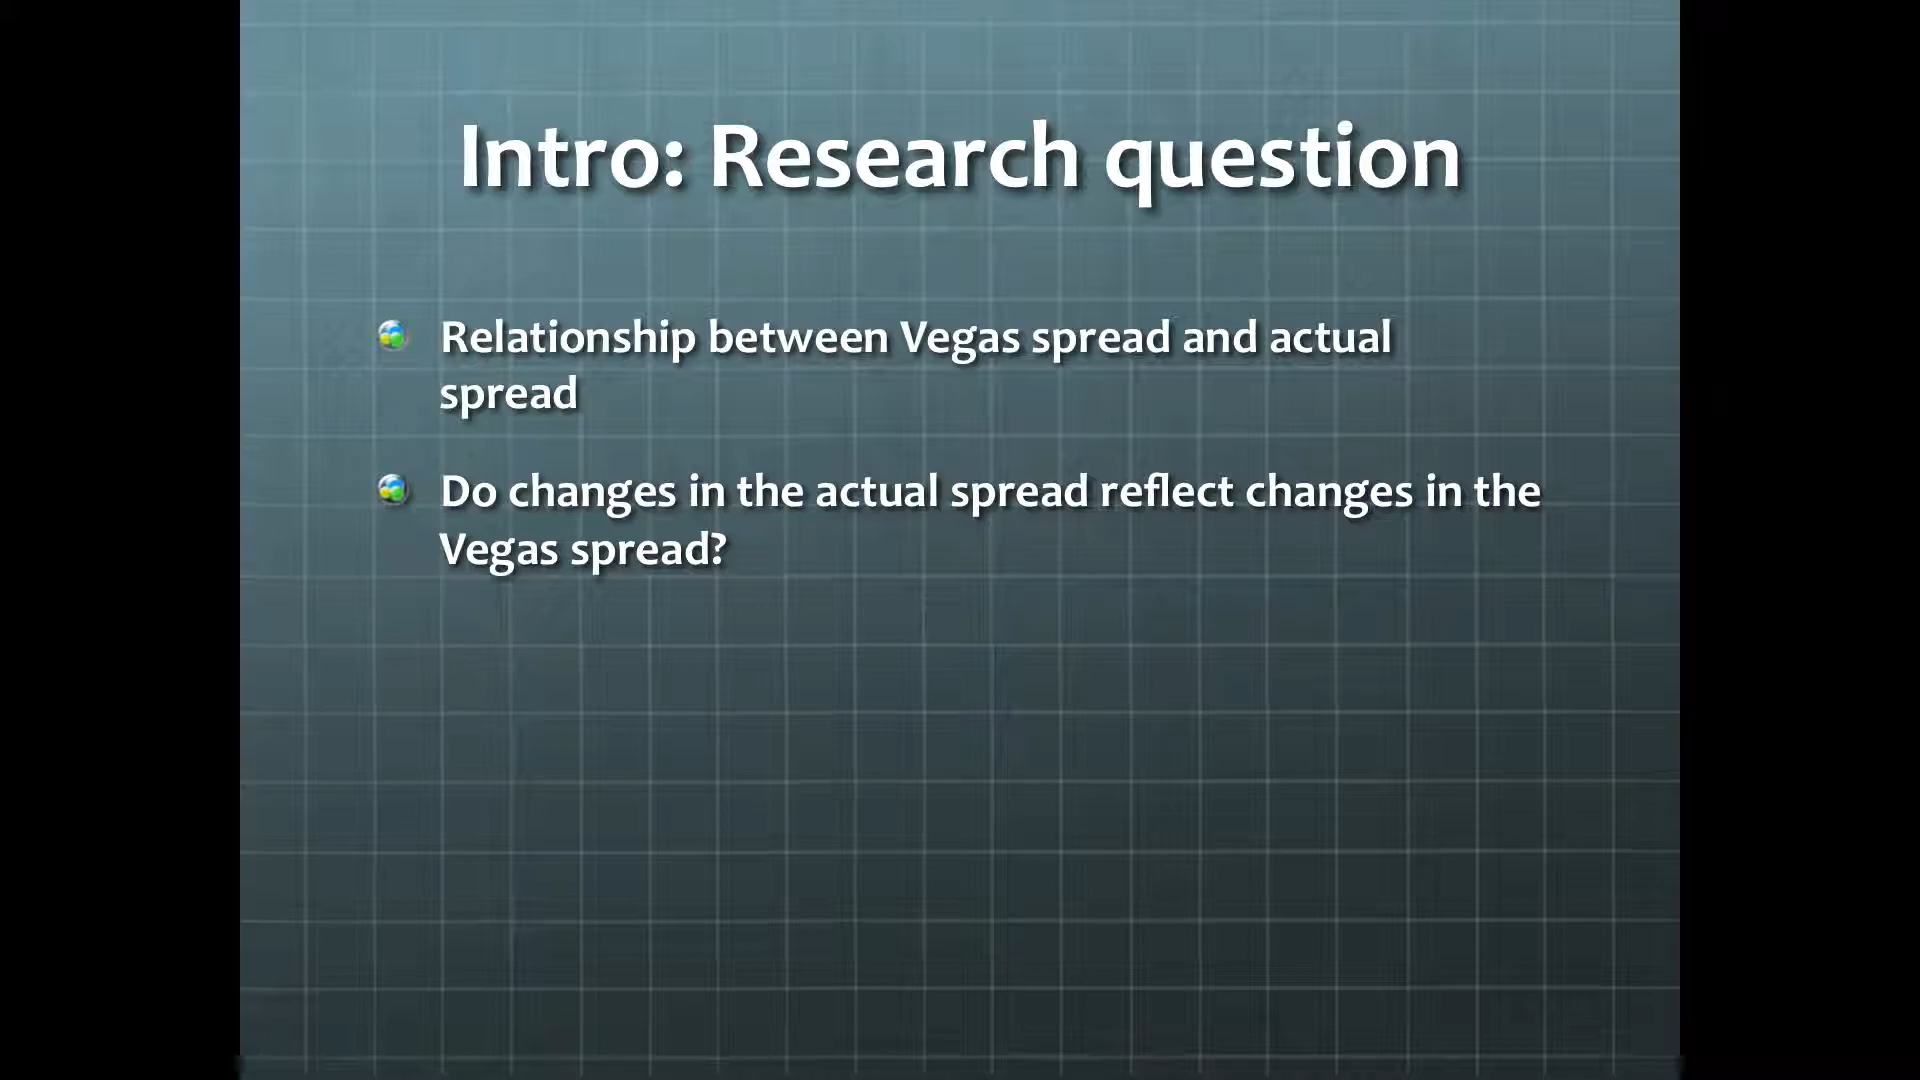 Intro: Research question
Relationship between Vegas spread and actual
spread
Do changes in the actual spread reflect changes in the
Vegas spread?